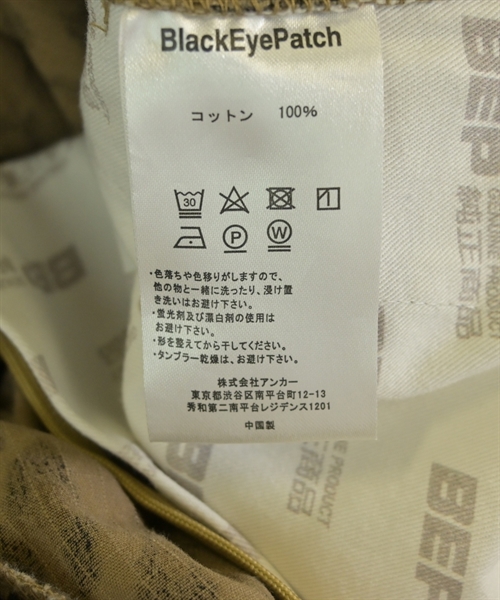 BlackEyePatch
コットン 100%
30
P
W
・色落ちや色移りがしますので、
他の物と一緒に洗ったり、浸け置
き洗いはお避け下さい。
・蛍光剤及び漂白剤の使用は
お避け下さい。
・形を整えてから干してください。
・タンブラー乾燥は、お避け下さい。
株式会社アンカー
東京都渋谷区南平台町12-13
秀和第二南平台レジデンス1201
中国製
BEP
純正商品
BEP
BEP